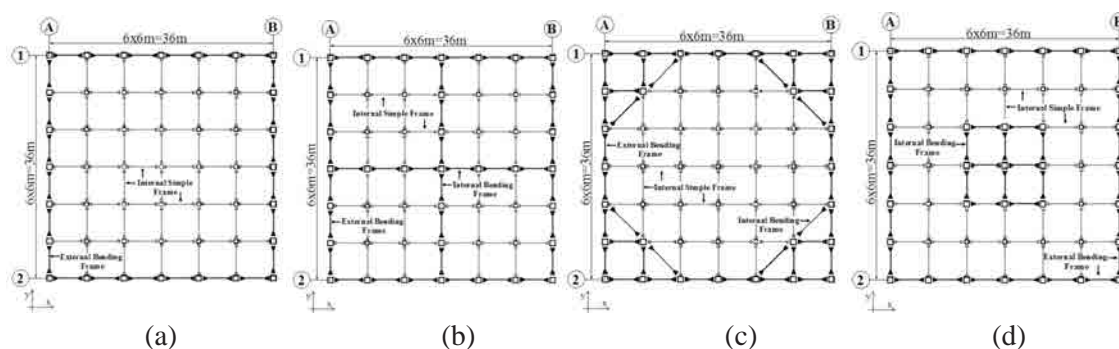 A B
6x6m=36m
1
6x6m=36m
Internal Simple
Frame
External Bending
Frame
2
y
x
(a)
A B
6x6m=36m
1
6x6m=36m
Internal Simple Frame
Internal Bending
Frame
External Bending
Frame
2
y
x
(b)
A B
6x6m=36m
1
6x6m=36m
External Bending
Frame
Internal Simple
Frame
Internal Bending
Frame
2
y
x
(c)
A B
6x6m=36m
1
6x6m=36m
Internal Simple Frame
Internal Bending
Frame
External Bending
Frame
2
y
x
(d)